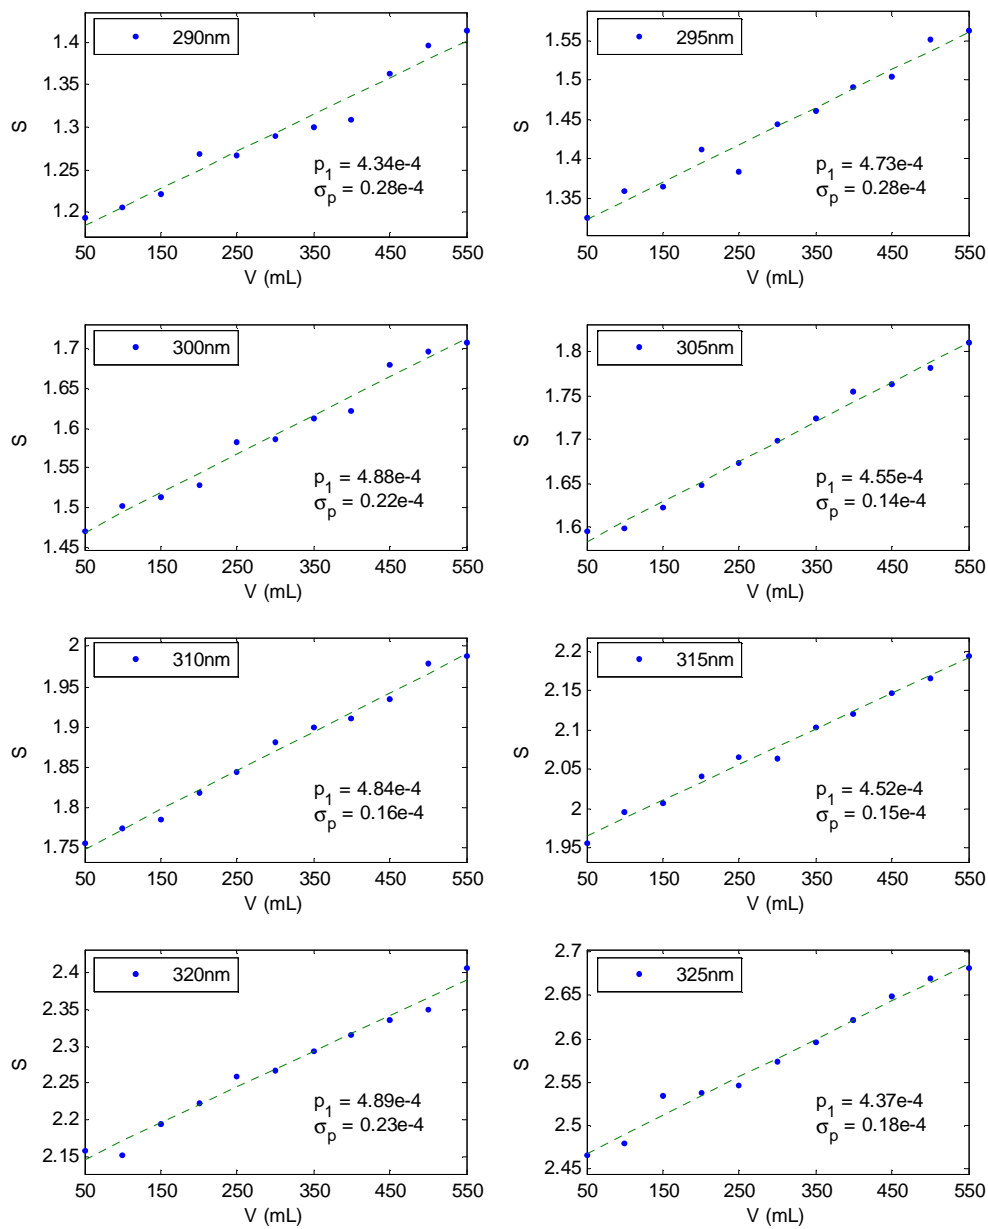 290nm
1.4
1.35
1.3
1.25
1.2
S
p1 = 4.34e-4
σp = 0.28e-4
50 150 250 350 450 550
V (mL)
295nm
1.55
1.5
1.45
1.4
1.35
S
p1 = 4.73e-4
σp = 0.28e-4
50 150 250 350 450 550
V (mL)
300nm
1.7
1.65
1.6
1.55
1.5
1.45
S
p1 = 4.88e-4
σp = 0.22e-4
50 150 250 350 450 550
V (mL)
305nm
1.8
1.7
1.6
S
p1 = 4.55e-4
σp = 0.14e-4
50 150 250 350 450 550
V (mL)
310nm
2
1.95
1.9
1.85
1.8
1.75
S
p1 = 4.84e-4
σp = 0.16e-4
50 150 250 350 450 550
V (mL)
315nm
2.2
2.15
2.1
2.05
2
1.95
S
p1 = 4.52e-4
σp = 0.15e-4
50 150 250 350 450 550
V (mL)
320nm
2.4
2.35
2.3
2.25
2.2
2.15
S
p1 = 4.89e-4
σp = 0.23e-4
50 150 250 350 450 550
V (mL)
325nm
2.7
2.65
2.6
2.55
2.5
2.45
S
p1 = 4.37e-4
σp = 0.18e-4
50 150 250 350 450 550
V (mL)